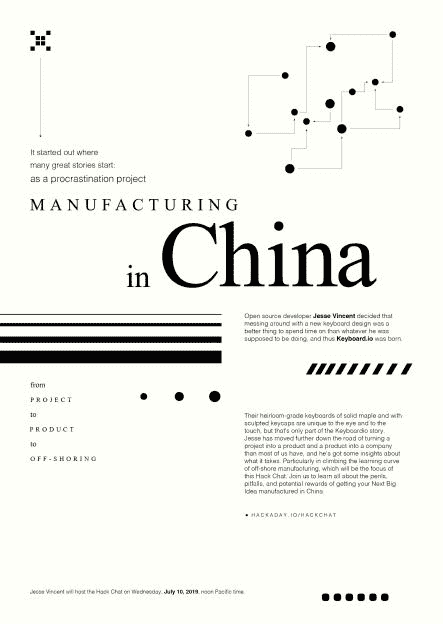 It started out where
many great stories start:
as a procrastination project
MANUFACTURING
in China
Open source developer Jesse Vincent decided that
messing around with a new keyboard design was a
better thing to spend time on than whatever he was
supposed to be doing, and thus Keyboard.io was born.
from
PROJECT
to
PRODUCT
to
OFF-SHORING
Their heirloom-grade keyboards of solid maple and with
sculpted keycaps are unique to the eye and to the
touch, but that's only part of the Keyboardio story.
Jesse has moved further down the road of turning a
project into a product and a product into a company
than most of us have, and he's got some insights about
what it takes. Particularly in climbing the learning curve
of off-shore manufacturing, which will be the focus of
this Hack Chat. Join us to learn all about the perils,
pitfalls, and potential rewards of getting your Next Big
Idea manufactured in China.
HACKADAY.IO/HACKCHAT
Jesse Vincent will host the Hack Chat on Wednesday, July 10, 2019, noon Pacific time.